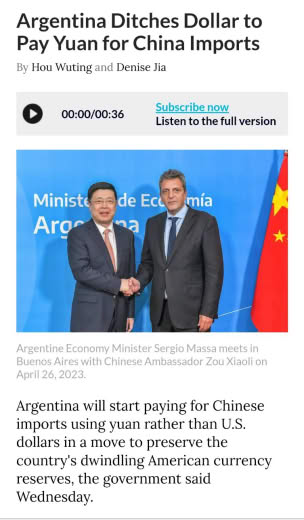 Argentina Ditches Dollar to
Pay Yuan for China Imports
By Hou Wuting and Denise Jia
00:00/00:36
Subscribe now
Listen to the full version
Ministe de Economía
Arg na
Argentine Economy Minister Sergio Massa meets in
Buenos Aires with Chinese Ambassador Zou Xiaoli on
April 26, 2023.
Argentina will start paying for Chinese
imports using yuan rather than U.S.
dollars in a move to preserve the
country's dwindling American currency
reserves, the government said
Wednesday.